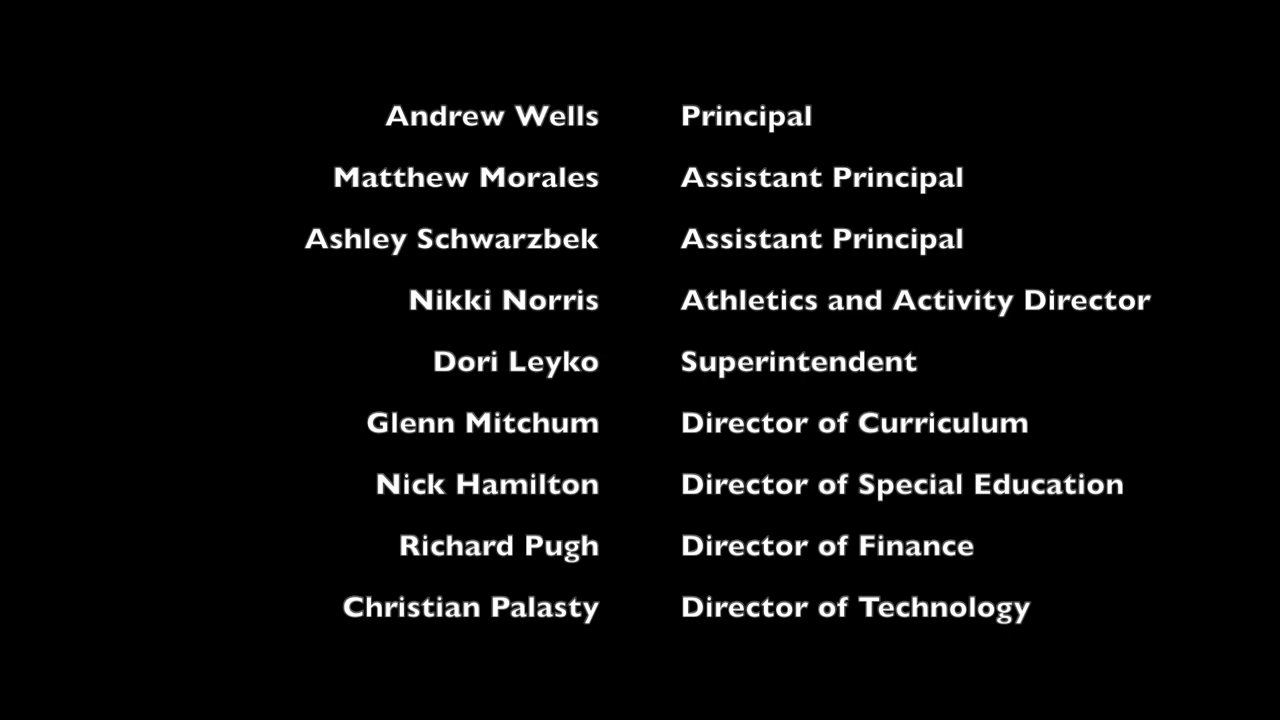 Andrew Wells Principal
Matthew Morales Assistant Principal
Ashley Schwarzbek Assistant Principal
Nikki Norris Athletics and Activity Director
Dori Leyko Superintendent
Glenn Mitchum Director of Curriculum
Nick Hamilton Director of Special Education
Richard Pugh Director of Finance
Christian Palasty Director of Technology